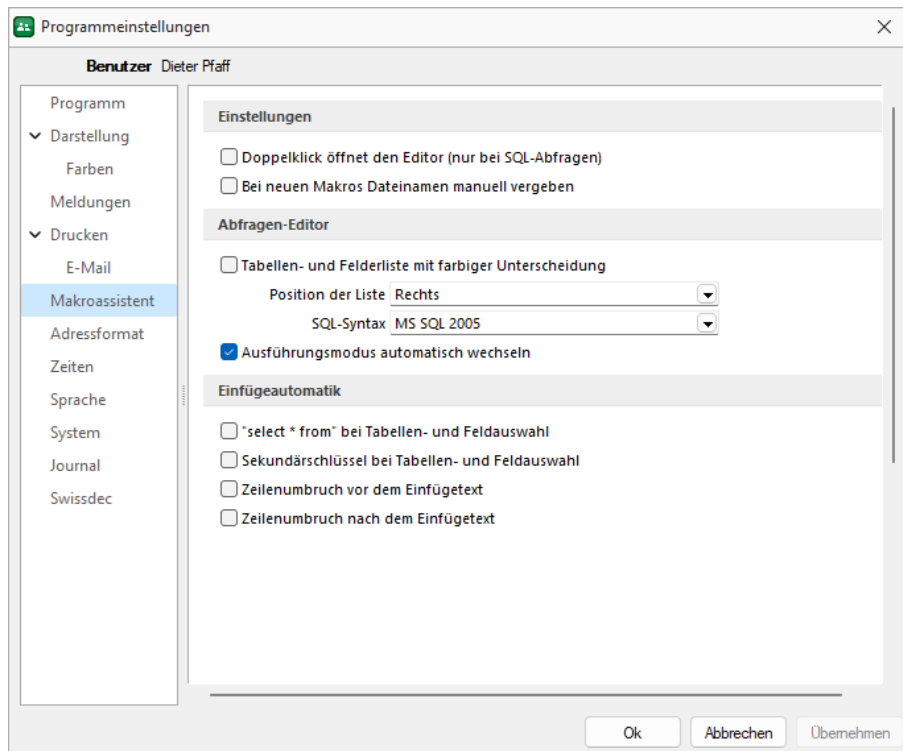 Programmeinstellungen
Benutzer Dieter Pfaff
Programm
Darstellung
Farben
Meldungen
Drucken
E-Mail
Makroassistent
Adressformat
Zeiten
Sprache
System
Journal
Swissdec
Einstellungen
Doppelklick öffnet den Editor (nur bei SQL-Abfragen)
Bei neuen Makros Dateinamen manuell vergeben
Abfragen-Editor
Tabellen- und Felderliste mit farbiger Unterscheidung
Position der Liste Rechts
SQL-Syntax MS SQL 2005
Ausführungsmodus automatisch wechseln
Einfügeautomatik
"select * from" bei Tabellen- und Feldauswahl
Sekundärschlüssel bei Tabellen- und Feldauswahl
Zeilenumbruch vor dem Einfügetext
Zeilenumbruch nach dem Einfügetext
Ok Abbrechen Übernehmen